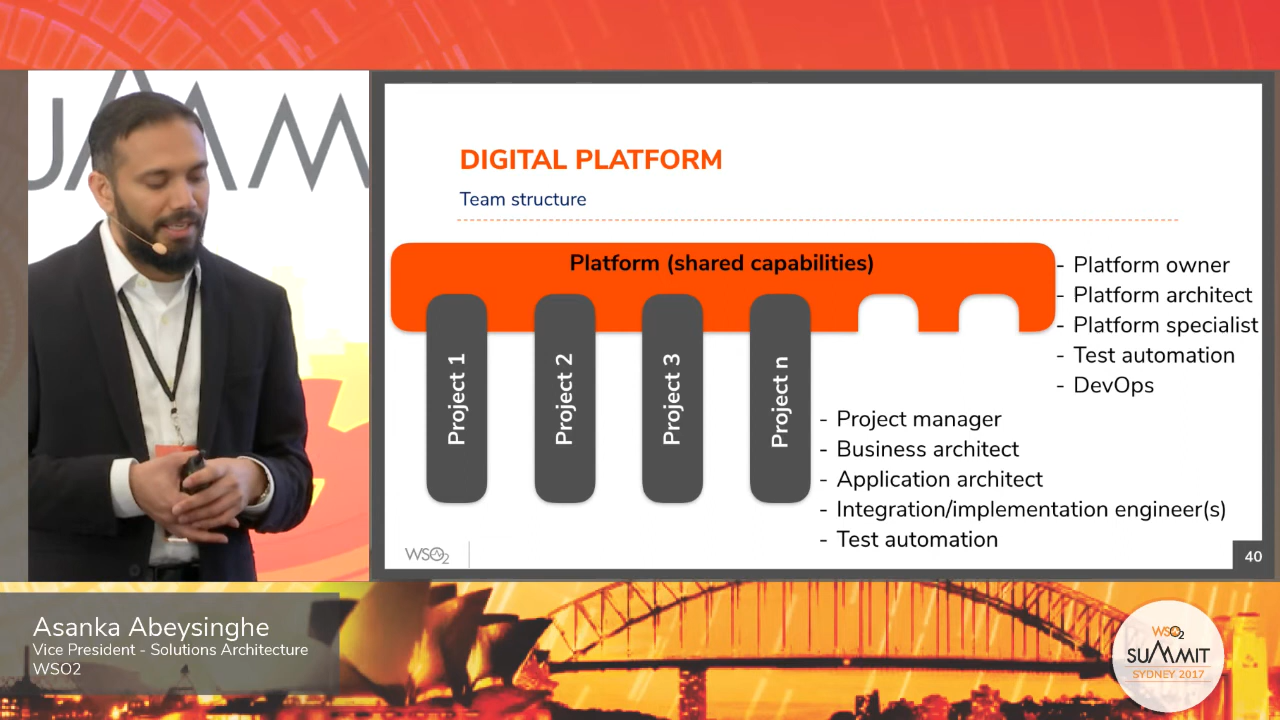 DIGITAL PLATFORM
Team structure
Platform (shared capabilities)
Project 1
Project 2
Project 3
Project n
- Platform owner
- Platform architect
- Platform specialist
- Test automation
- DevOps
- Project manager
- Business architect
- Application architect
- Integration/implementation engineer(s)
- Test automation
WSO2
40
Asanka Abeysinghe
Vice President - Solutions Architecture
WSO2
WSO2
SUMMIT
SYDNEY 2017